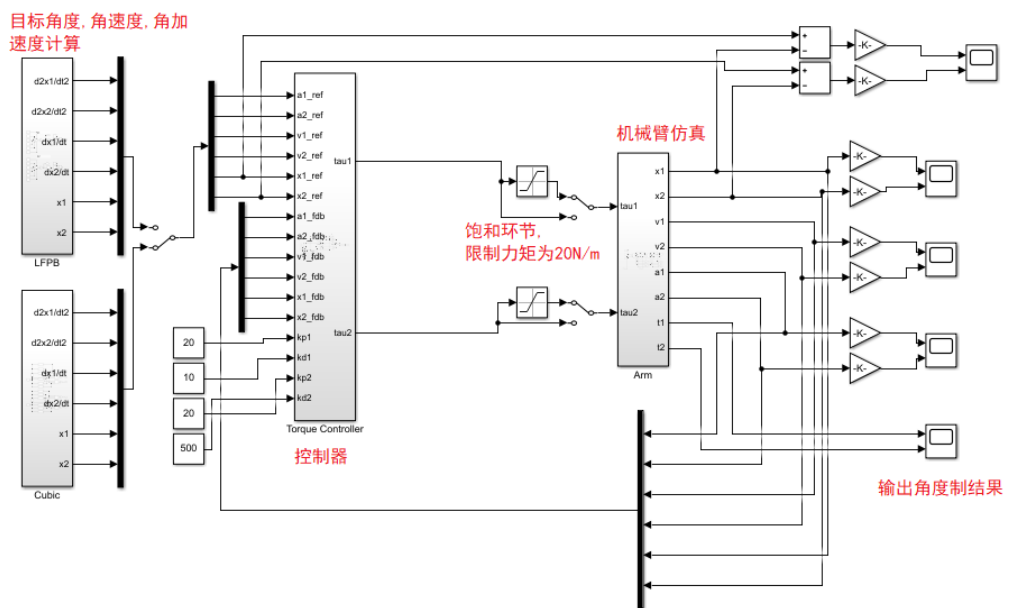 目标角度,角速度,角加
速度计算
d2x1/dt2
d2x2/dt2
dx1/dt
dx2/dt
x1
x2
LFPB
d2x1/dt2
d2x2/dt2
dx1/dt
dx2/dt
x1
x2
Cubic
20
10
20
500
a1_ref
a2_ref
v1_ref
v2_ref
x1_ref
x2_ref
a1_fdb
a2_fdb
v1_fdb
v2_fdb
x1_fdb
x2_fdb
kp1
kd1
kp2
kd2
tau1
tau2
Torque Controller
控制器
饱和环节,
限制力矩为20N/m
机械臂仿真
tau1
tau2
x1
x2
v1
v2
a1
a2
t1
t2
Arm
+
−
+
−
-K-
-K-
-K-
-K-
-K-
-K-
-K-
-K-
输出角度制结果